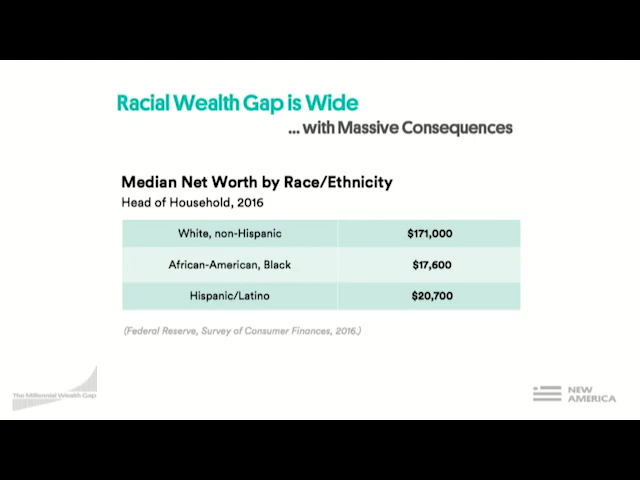 Racial Wealth Gap is Wide
... with Massive Consequences
Median Net Worth by Race/Ethnicity
Head of Household, 2016
White, non-Hispanic $171,000
African-American, Black $17,600
Hispanic/Latino $20,700
(Federal Reserve, Survey of Consumer Finances, 2016.)
The Millennial Wealth Gap
NEW
AMERICA